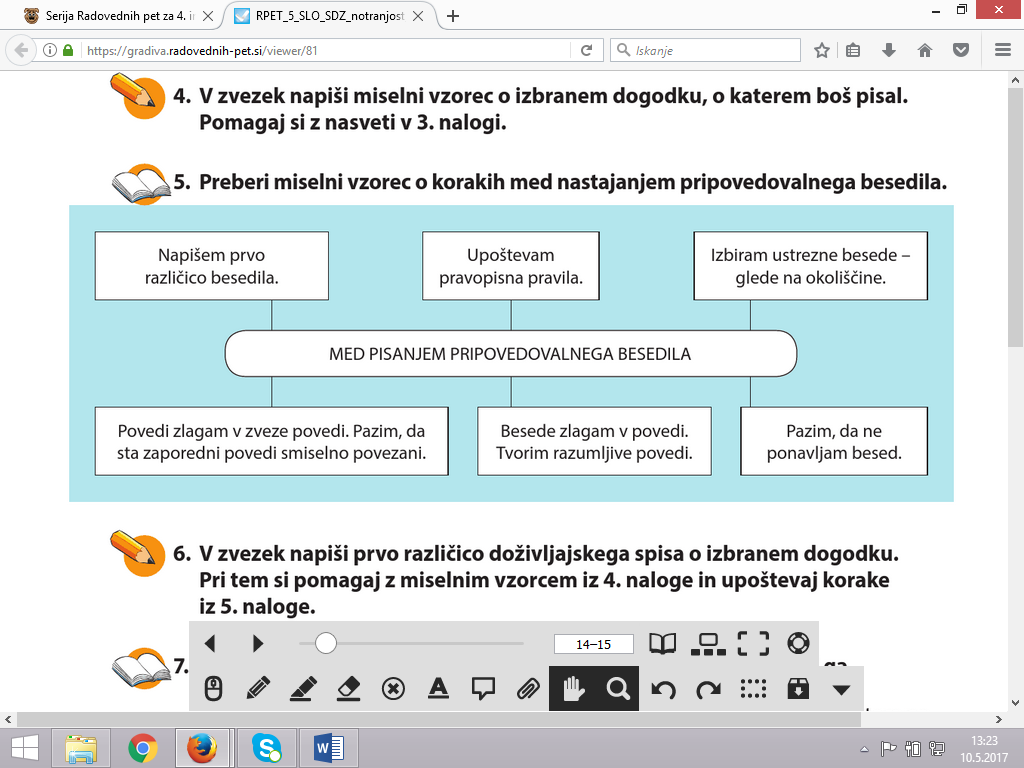 Serija Radovednih pet za 4. i
RPET_5_SLO_SDZ_notranjost
https://gradiva.radovednih-pet.si/viewer/81
Iskanje
4. V zvezek napiši miselni vzorec o izbranem dogodku, o katerem boš pisal.
Pomagaj si z nasveti v 3. nalogi.
5. Preberi miselni vzorec o korakih med nastajanjem pripovedovalnega besedila.
Napišem prvo
različico besedila.
Upoštevam
pravopisna pravila.
Izbiram ustrezne besede –
glede na okoliščine.
MED PISANJEM PRIPOVEDOVALNEGA BESEDILA
Povedi zlagam v zveze povedi. Pazim, da
sta zaporedni povedi smiselno povezani.
Besede zlagam v povedi.
Tvorim razumljive povedi.
Pazim, da ne
ponavljam besed.
6. V zvezek napiši prvo različico doživljajskega spisa o izbranem dogodku.
Pri tem si pomagaj z miselnim vzorcem iz 4. naloge in upoštevaj korake
iz 5. naloge.
14–15
7.
13:23
10.5.2017